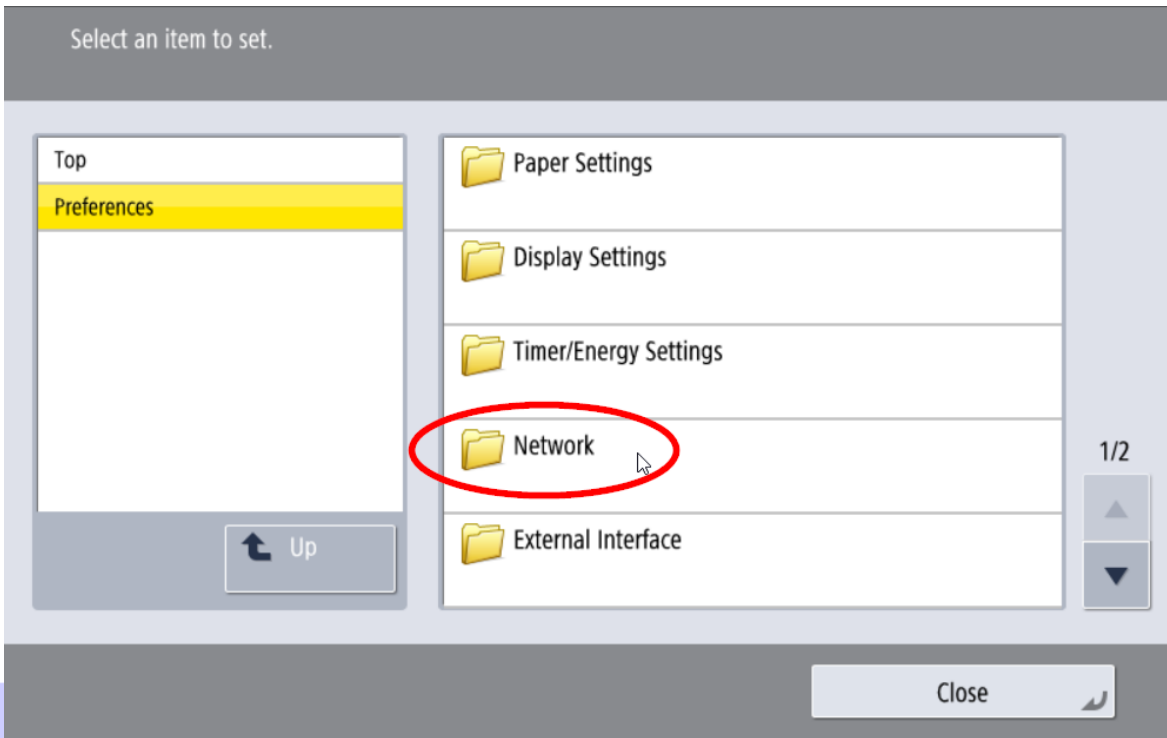 Select an item to set.
Top
Preferences
Up
Paper Settings
Display Settings
Timer/Energy Settings
Network
External Interface
1/2
Close